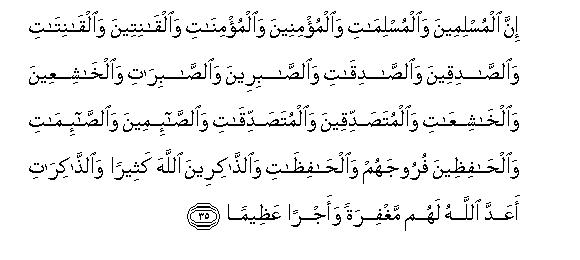 إِنَّ ٱلْمُسْلِمِينَ وَٱلْمُسْلِمَـٰتِ وَٱلْمُؤْمِنِينَ وَٱلْمُؤْمِنَـٰتِ وَٱلْقَـٰنِتِينَ وَٱلْقَـٰنِتَـٰتِ
وَٱلصَّـٰدِقِينَ وَٱلصَّـٰدِقَـٰتِ وَٱلصَّـٰبِرِينَ وَٱلصَّـٰبِرَٰتِ وَٱلْخَـٰشِعِينَ
وَٱلْخَـٰشِعَـٰتِ وَٱلْمُتَصَدِّقِينَ وَٱلْمُتَصَدِّقَـٰتِ وَٱلصَّـٰٓئِمِينَ وَٱلصَّـٰٓئِمَـٰتِ
وَٱلْحَـٰفِظِينَ فُرُوجَهُمْ وَٱلْحَـٰفِظَـٰتِ وَٱلذَّٰكِرِينَ ٱللَّهَ كَثِيرًا وَٱلذَّٰكِرَٰتِ
أَعَدَّ ٱللَّهُ لَهُم مَّغْفِرَةً وَأَجْرًا عَظِيمًا ٣٥